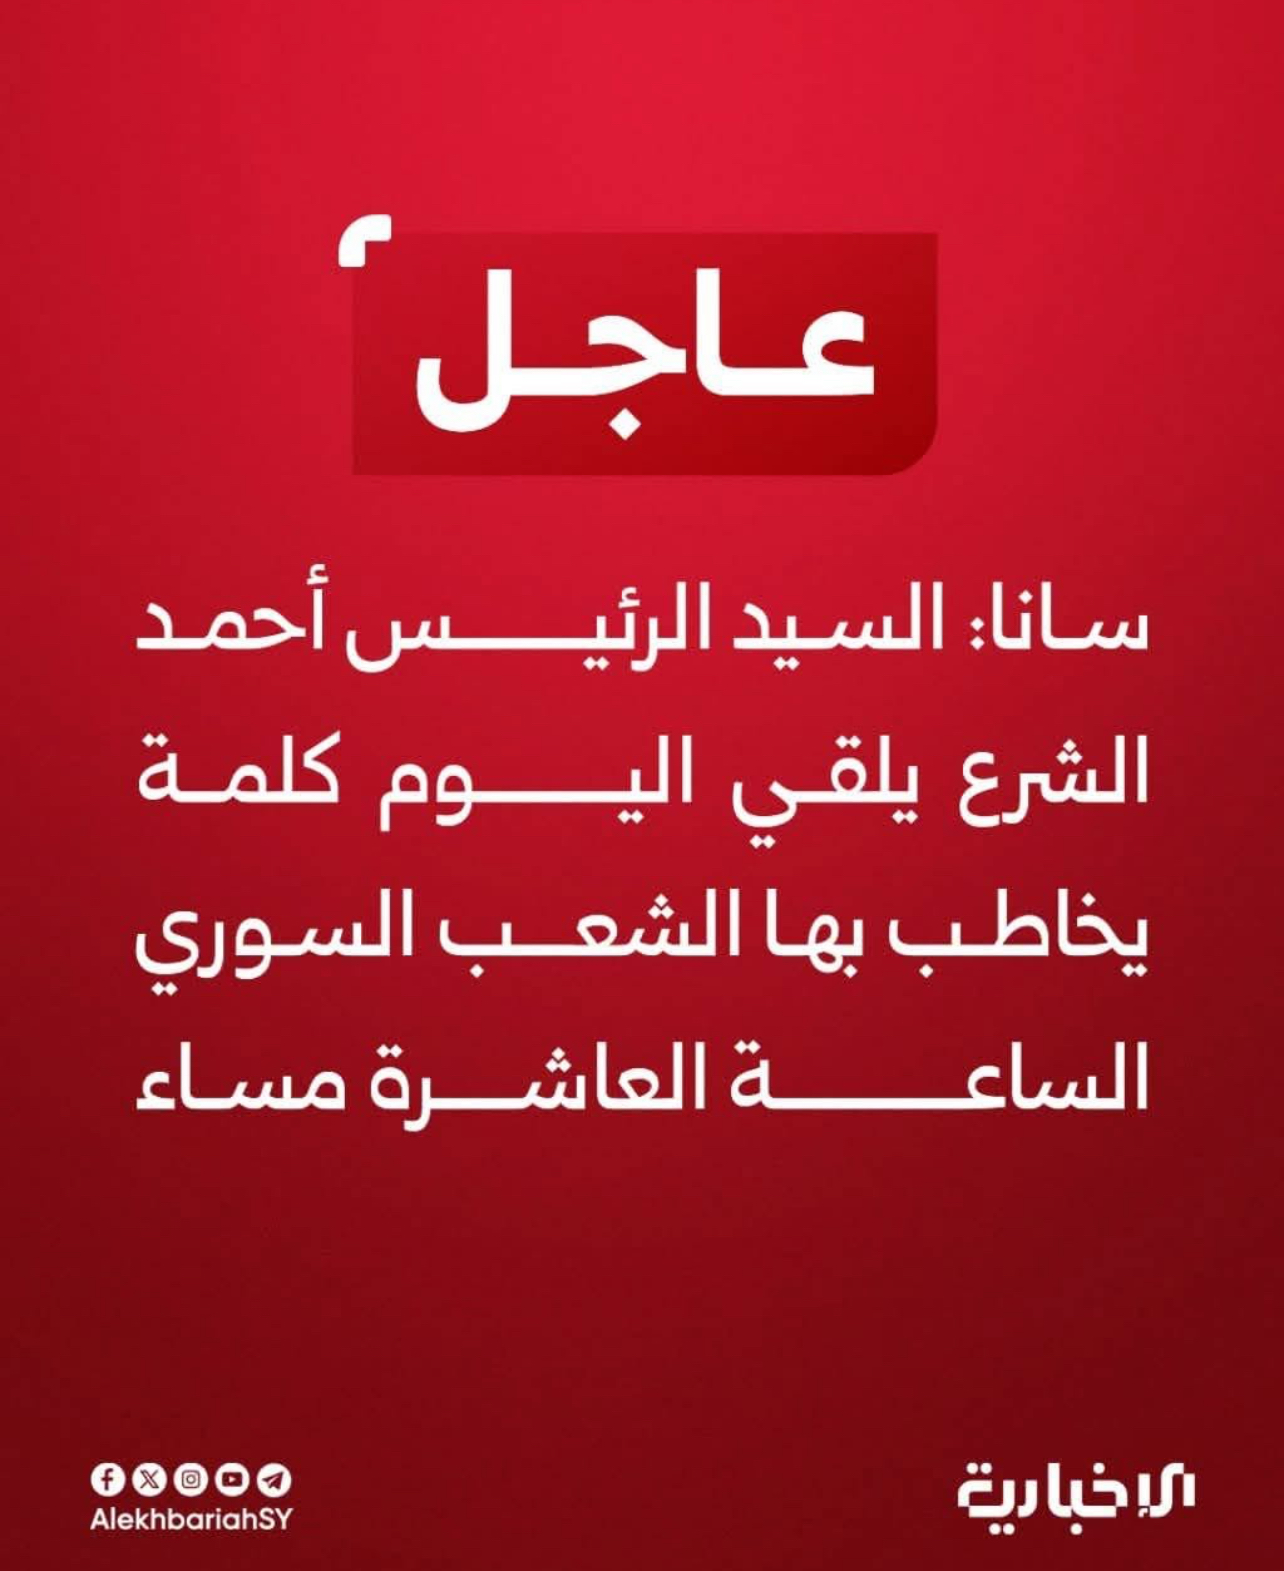 عاجل
سانا: السيد الرئيس أحمد
الشرع يلقي اليوم كلمة
يخاطب بها الشعب السوري
الساعة العاشرة مساء
AlekhbariahSY
الإخبارية